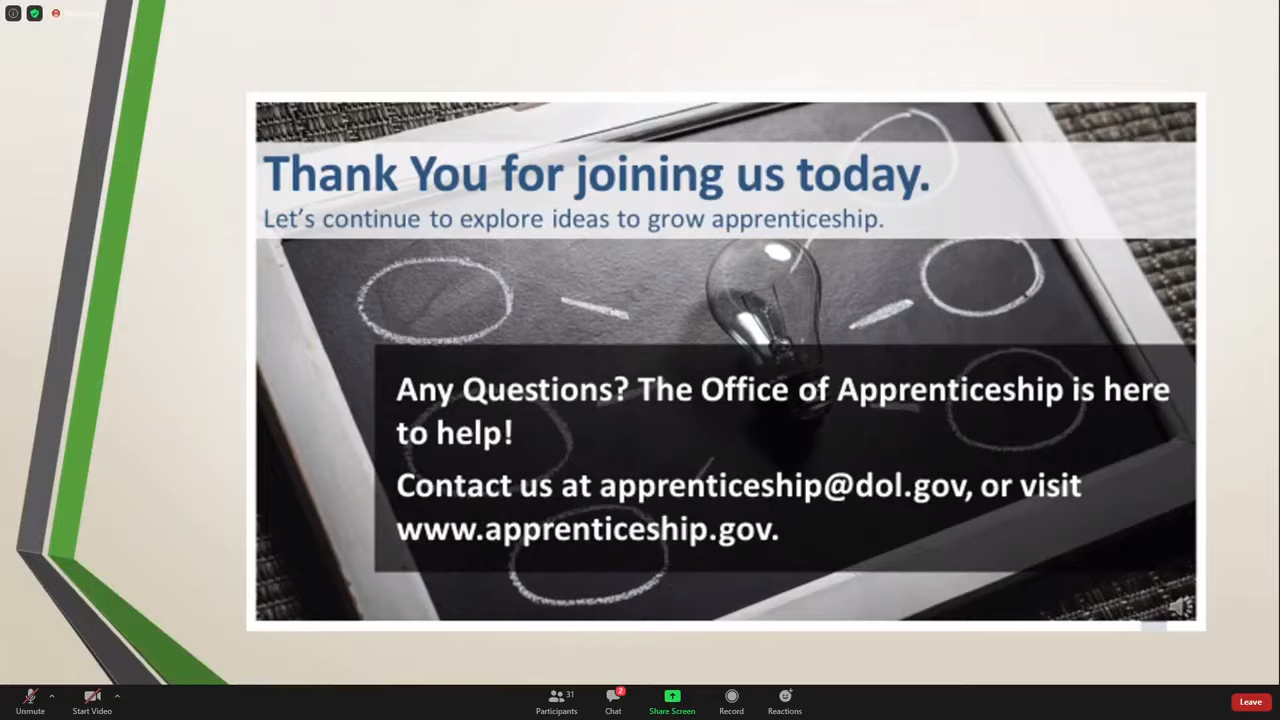 Thank You for joining us today.
Let's continue to explore ideas to grow apprenticeship.
Any Questions? The Office of Apprenticeship is here
to help!
Contact us at apprenticeship@dol.gov, or visit
www.apprenticeship.gov.
Unmute
Start Video
Participants
31
Chat
2
Share Screen
Record
Reactions
Leave